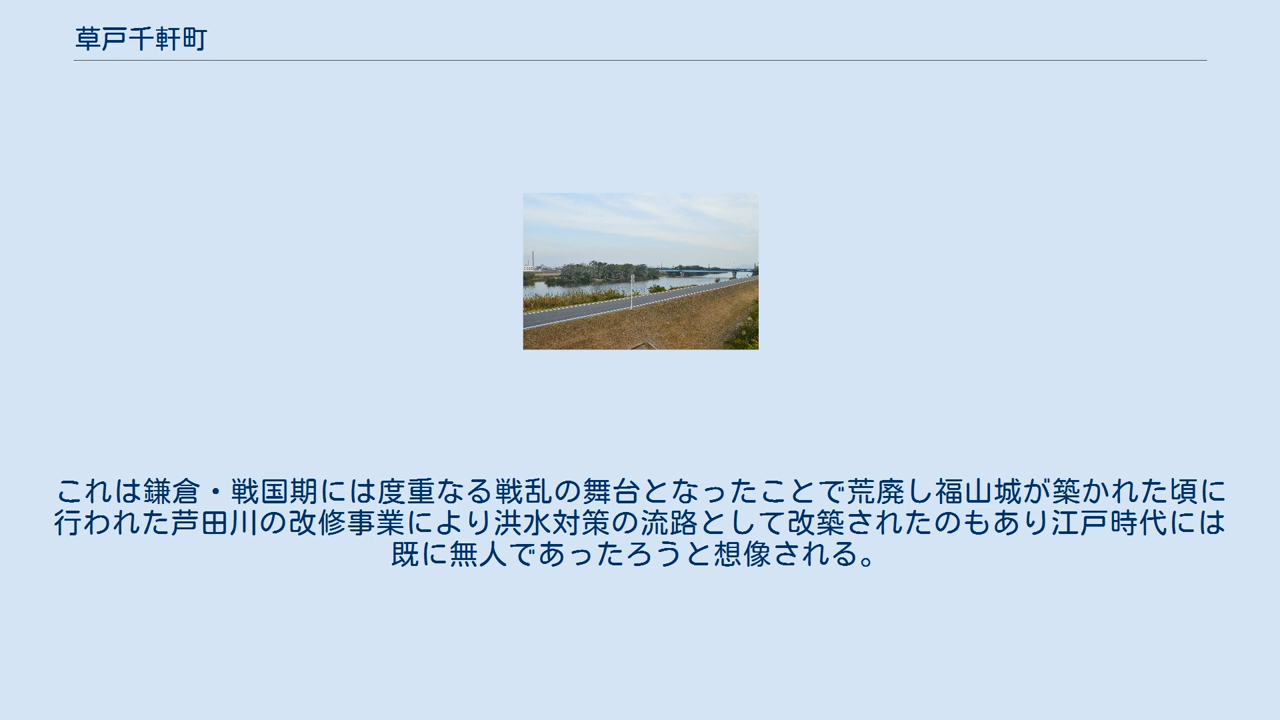 草戸千軒町
これは鎌倉・戦国期には度重なる戦乱の舞台となったことで荒廃し福山城が築かれた頃に
行われた芦田川の改修事業により洪水対策の流路として改築されたのもあり江戸時代には
既に無人であったろうと想像される。